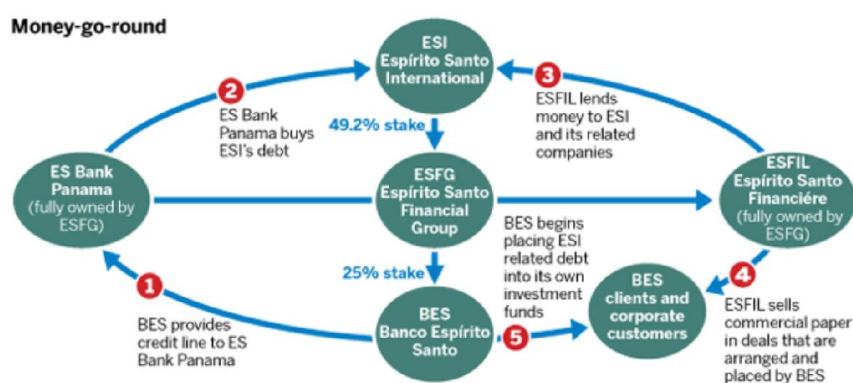 Money-go-round
ESI
Espírito Santo
International
2
ES Bank
Panama buys
ESI's debt
3
ESFIL lends
money to ESI
and its related
companies
49.2% stake
ES Bank
Panama
(fully owned by
ESFG)
ESFG
Espírito Santo
Financial
Group
ESFIL
Espírito Santo
Financiére
(fully owned by
ESFG)
25% stake
BES begins
placing ESI
related debt
into its own
investment
funds
1
BES provides
credit line to ES
Bank Panama
BES
Banco Espírito
Santo
5
BES
clients and
corporate
customers
4
ESFIL sells
commercial paper
in deals that are
arranged and
placed by BES